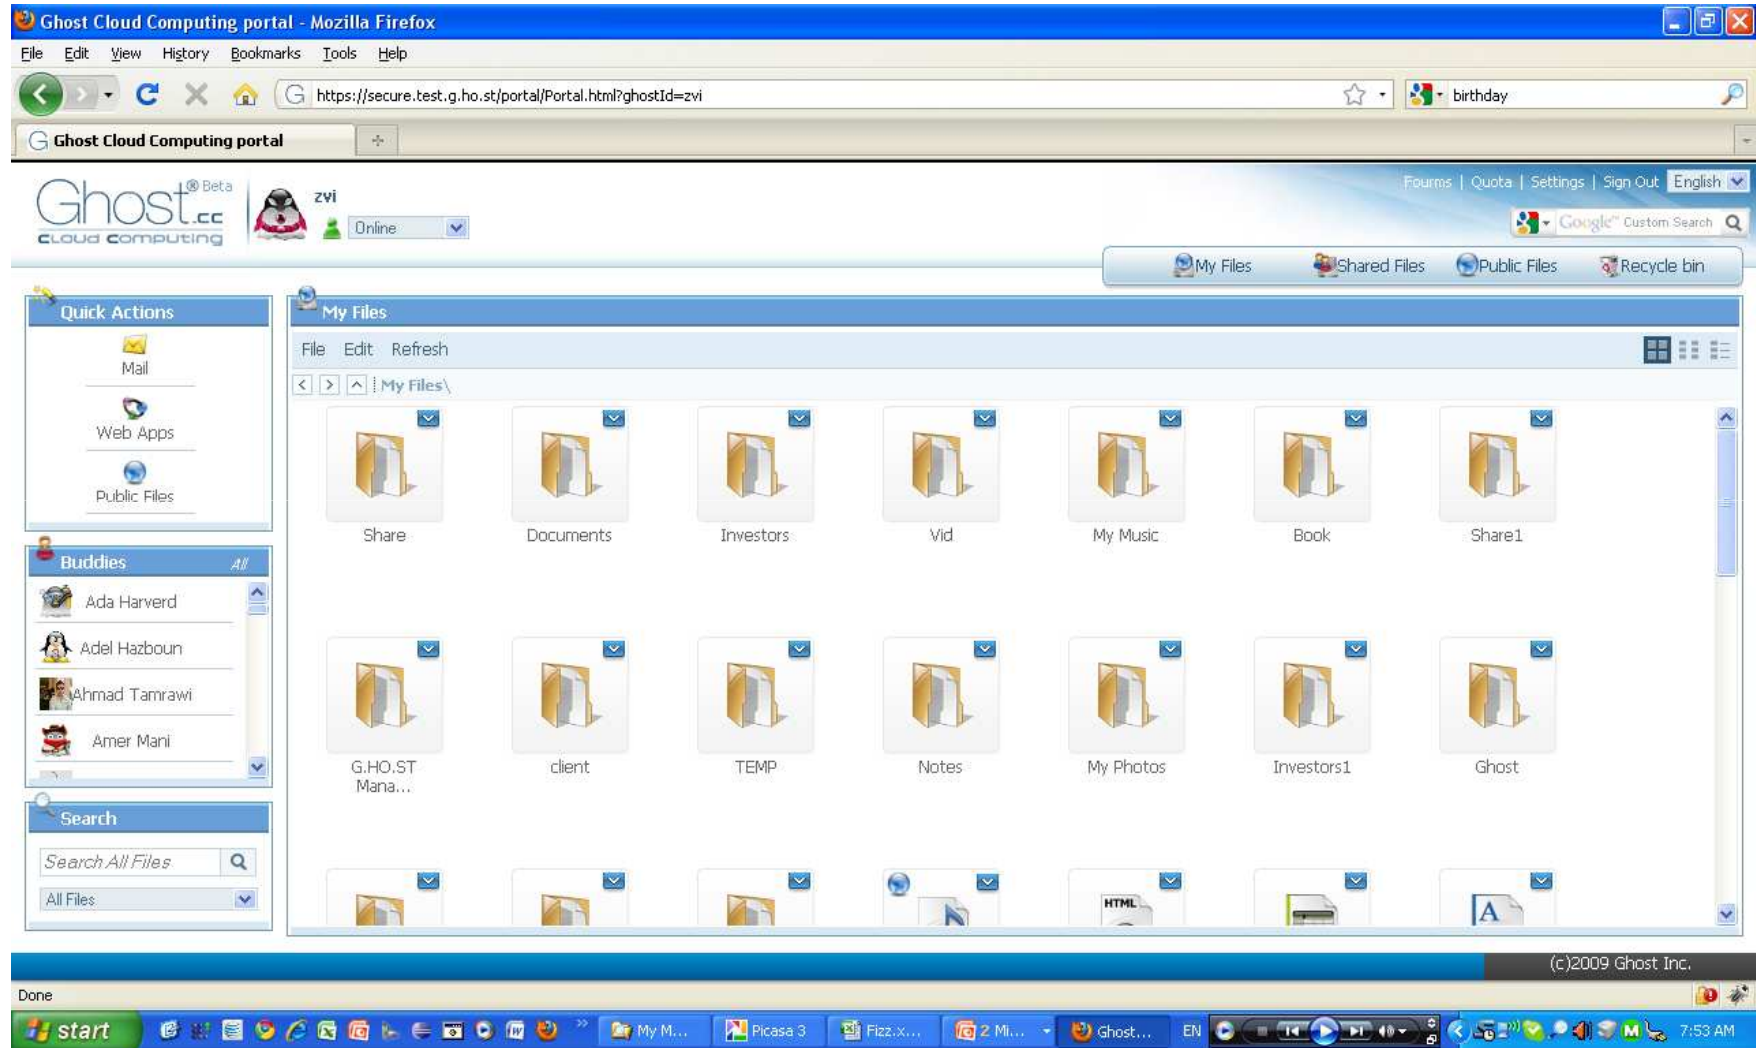 Ghost Cloud Computing portal - Mozilla Firefox
File Edit View History Bookmarks Tools Help
https://secure.test.g.ho.st/portal/Portal.html?ghostId=zvi
birthday
Ghost Cloud Computing portal
Ghost.cc ® Beta
cloud computing
zvi
Online
Fourms | Quota | Settings | Sign Out English
Google™ Custom Search
My Files Shared Files Public Files Recycle bin
Quick Actions
Mail
Web Apps
Public Files
Buddies All
Ada Harverd
Adel Hazboun
Ahmad Tamrawi
Amer Mani
Search
Search All Files
All Files
My Files
File Edit Refresh
My Files\
Share Documents Investors Vid My Music Book Share1
G.HO.ST client TEMP Notes My Photos Investors1 Ghost
Mana...
HTML
A
(c)2009 Ghost Inc.
Done
start My M... Picasa 3 Fizz.x... 2 Mi... Ghost... EN 7:53 AM